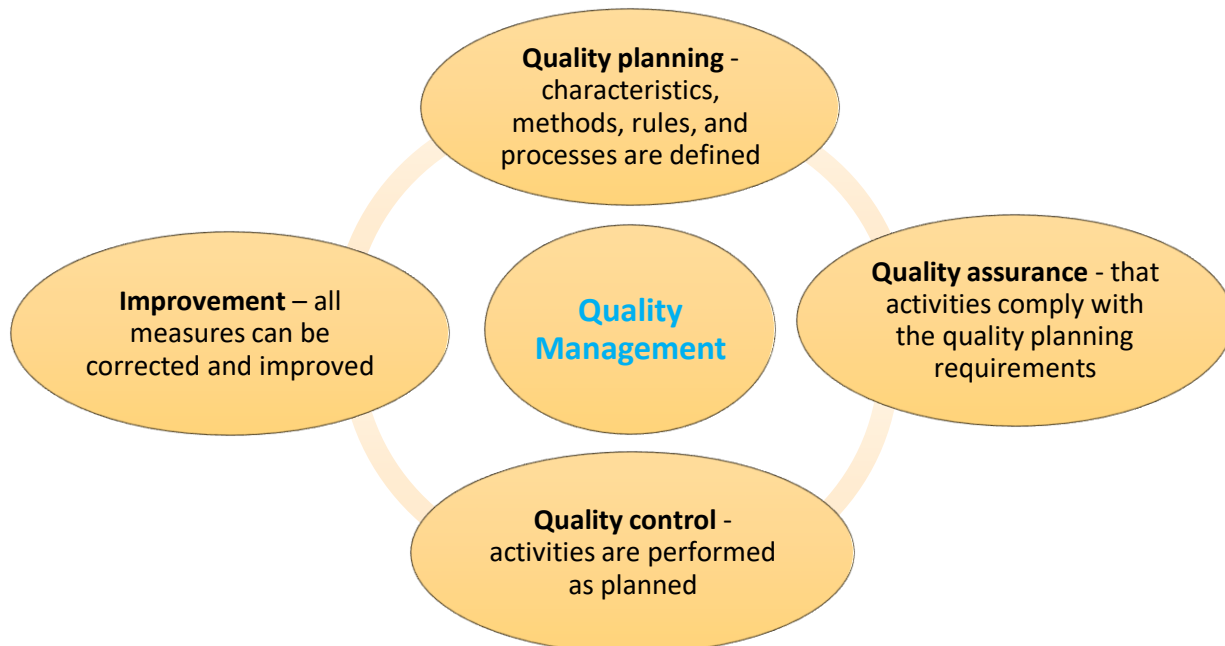 Quality planning -
characteristics,
methods, rules, and
processes are defined
Quality assurance - that
activities comply with
the quality planning
requirements
Quality control -
activities are performed
as planned
Improvement – all
measures can be
corrected and improved
Quality
Management